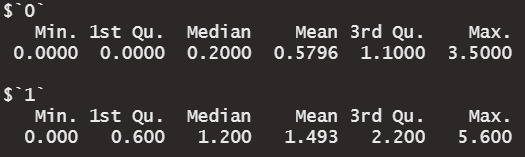 $`0`
Min. 1st Qu. Median Mean 3rd Qu. Max.
0.0000 0.0000 0.2000 0.5796 1.1000 3.5000
$`1`
Min. 1st Qu. Median Mean 3rd Qu. Max.
0.000 0.600 1.200 1.493 2.200 5.600